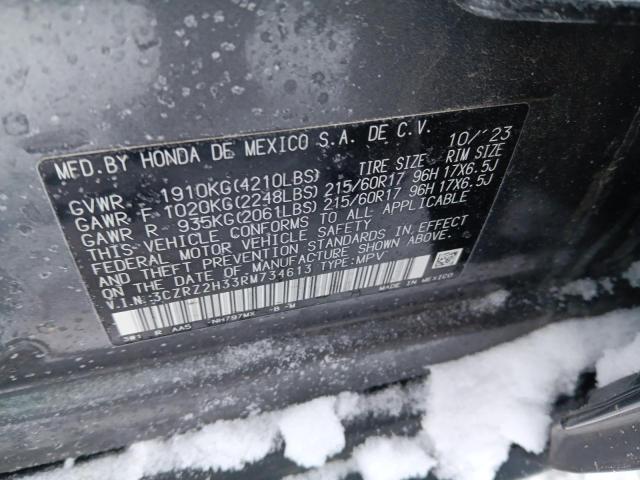 MFD.BY HONDA DE MEXICO S.A. DE C.V. 10/'23
TIRE SIZE RIM SIZE
GVWR 1910KG(4210LBS)
GAWR F 1020KG(2248LBS) 215/60R17 96H 17X6.5J
GAWR R 935KG(2061LBS) 215/60R17 96H 17X6.5J
THIS VEHICLE CONFORMS TO ALL APPLICABLE
FEDERAL MOTOR VEHICLE SAFETY
AND THEFT PREVENTION STANDARDS IN EFFECT
ON THE DATE OF MANUFACTURE SHOWN ABOVE.
V.I.N:3CZRZ2H33RM734613 TYPE:MPV
MADE IN MEXICO
R AA5 NH797MX -B -M